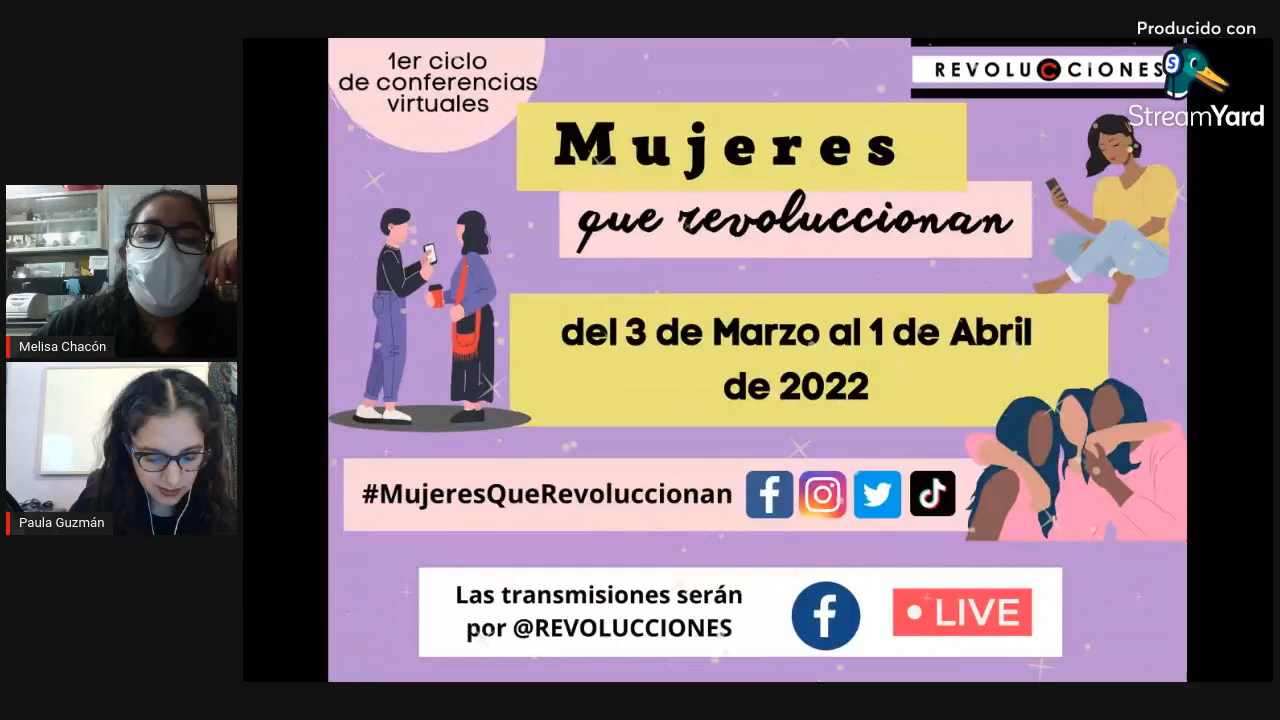 Producido con
StreamYard
1er ciclo
de conferencias
virtuales
REVOLUCCIONES
Mujeres
que revoluccionan
del 3 de Marzo al 1 de Abril
de 2022
#MujeresQueRevoluccionan
Las transmisiones serán
por @REVOLUCCIONES
LIVE
Melisa Chacón
Paula Guzmán